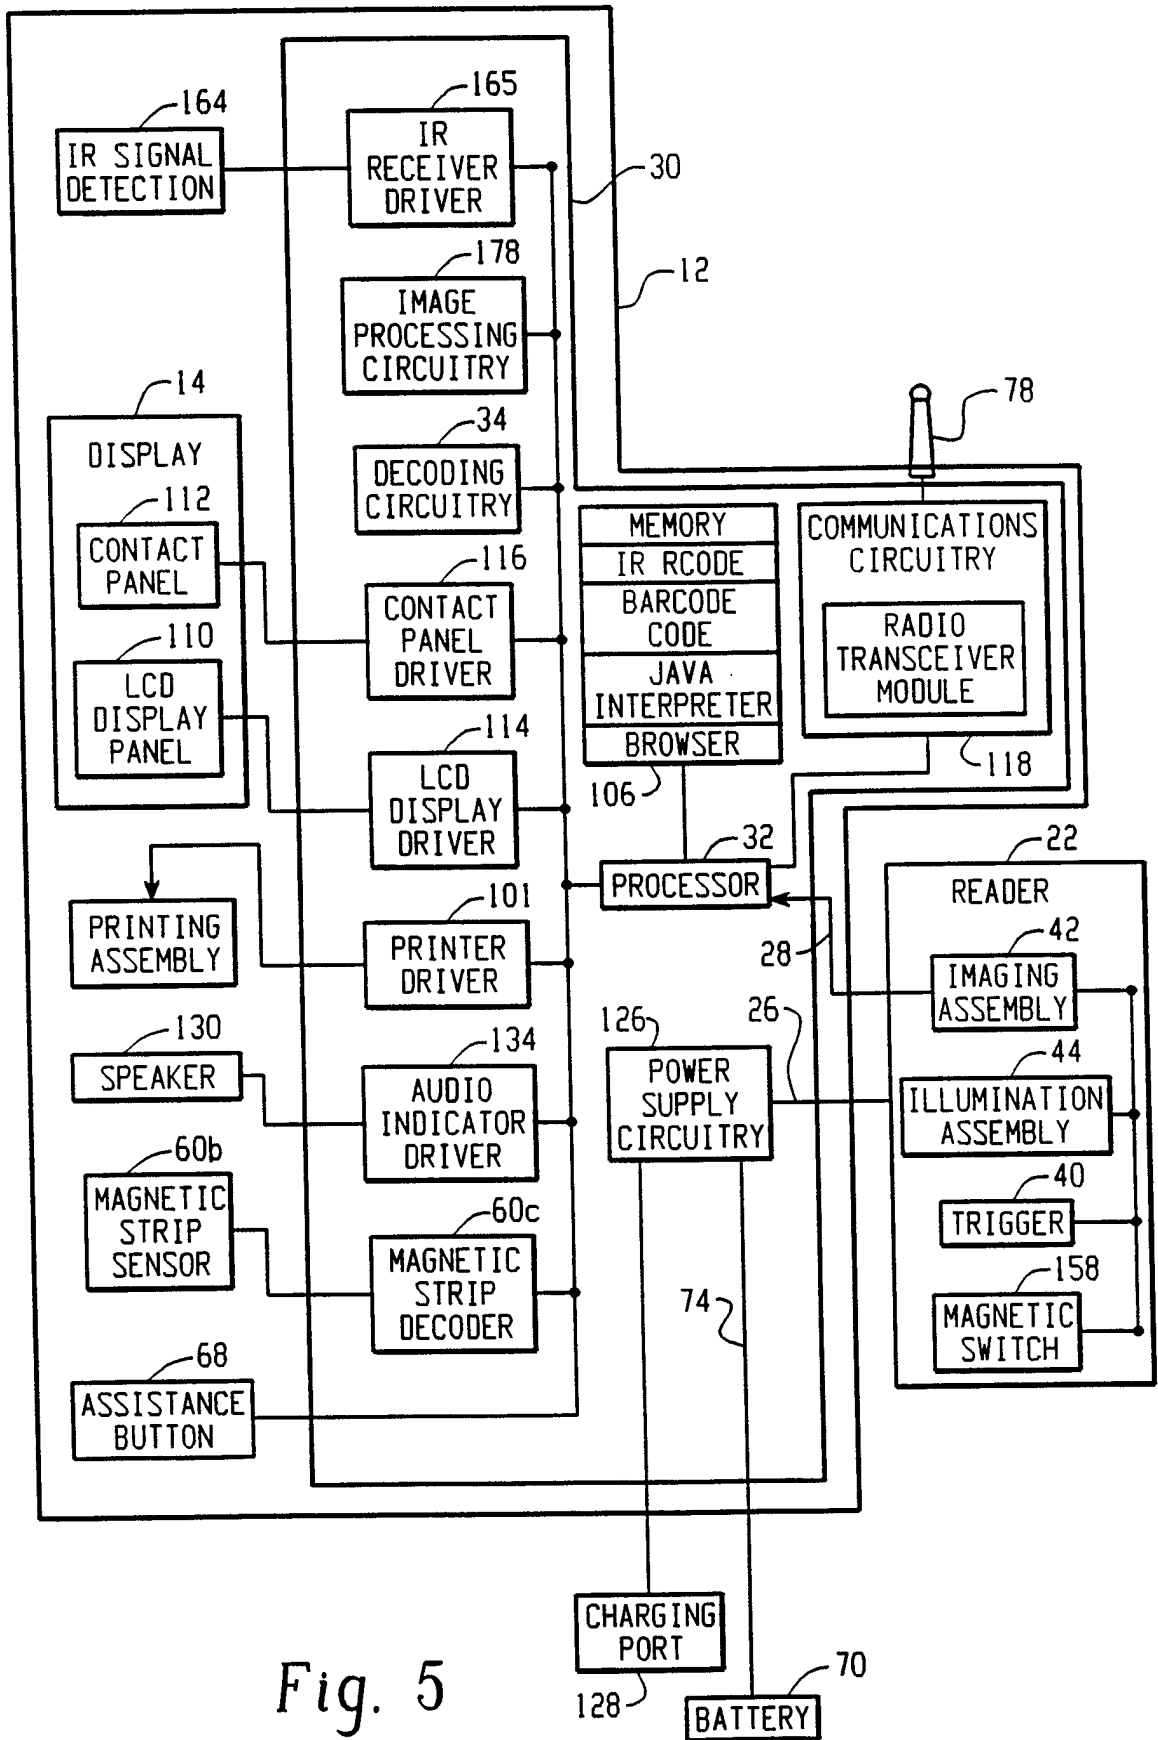 164
IR SIGNAL
DETECTION
165
IR
RECEIVER
DRIVER
30
178
IMAGE
PROCESSING
CIRCUITRY
12
14
DISPLAY
34
DECODING
CIRCUITRY
78
112
CONTACT
PANEL
116
CONTACT
PANEL
DRIVER
MEMORY
IR RCODE
BARCODE
CODE
JAVA
INTERPRETER
BROWSER
106
COMMUNICATIONS
CIRCUITRY
RADIO
TRANSCEIVER
MODULE
118
110
LCD
DISPLAY
PANEL
114
LCD
DISPLAY
DRIVER
32
PROCESSOR
22
READER
PRINTING
ASSEMBLY
101
PRINTER
DRIVER
28
42
IMAGING
ASSEMBLY
130
SPEAKER
134
AUDIO
INDICATOR
DRIVER
126
POWER
SUPPLY
CIRCUITRY
26
44
ILLUMINATION
ASSEMBLY
60b
MAGNETIC
STRIP
SENSOR
60c
MAGNETIC
STRIP
DECODER
40
TRIGGER
74
158
MAGNETIC
SWITCH
68
ASSISTANCE
BUTTON
CHARGING
PORT
128
70
BATTERY
Fig. 5